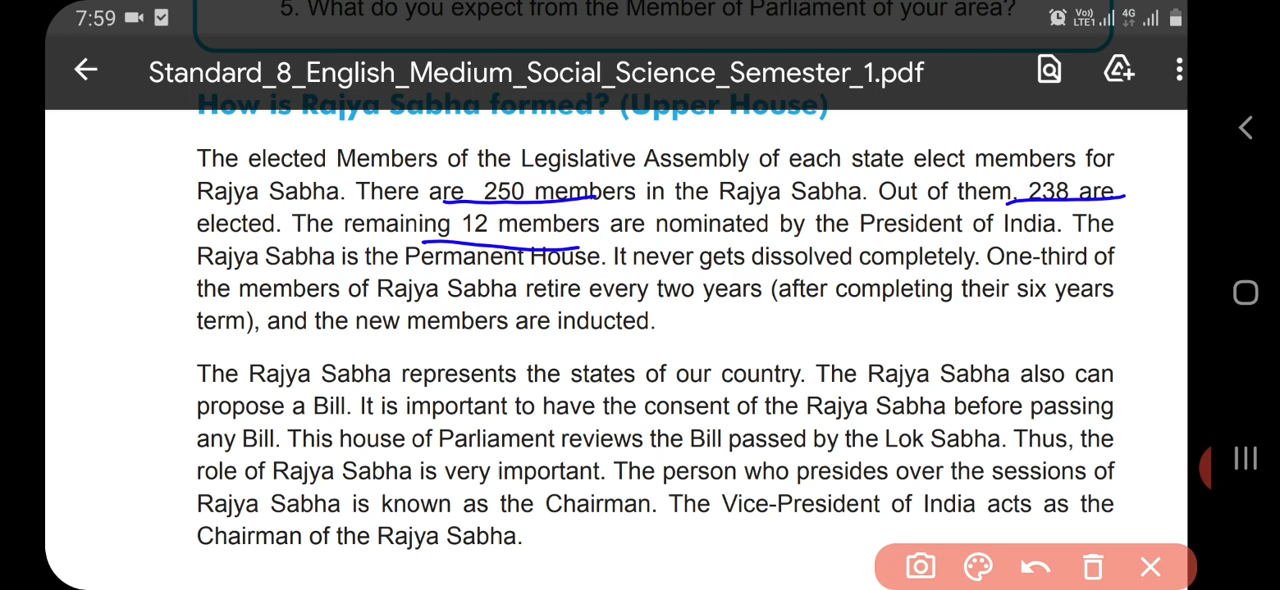 5. What do you expect from the Member of Parliament of your area?
7:59
Vo))
LTE1
4G
Standard_8_English_Medium_Social_Science_Semester_1.pdf
How is Rajya Sabha formed? (Upper House)
The elected Members of the Legislative Assembly of each state elect members for
Rajya Sabha. There are 250 members in the Rajya Sabha. Out of them, 238 are
elected. The remaining 12 members are nominated by the President of India. The
Rajya Sabha is the Permanent House. It never gets dissolved completely. One-third of
the members of Rajya Sabha retire every two years (after completing their six years
term), and the new members are inducted.
The Rajya Sabha represents the states of our country. The Rajya Sabha also can
propose a Bill. It is important to have the consent of the Rajya Sabha before passing
any Bill. This house of Parliament reviews the Bill passed by the Lok Sabha. Thus, the
role of Rajya Sabha is very important. The person who presides over the sessions of
Rajya Sabha is known as the Chairman. The Vice-President of India acts as the
Chairman of the Rajya Sabha.